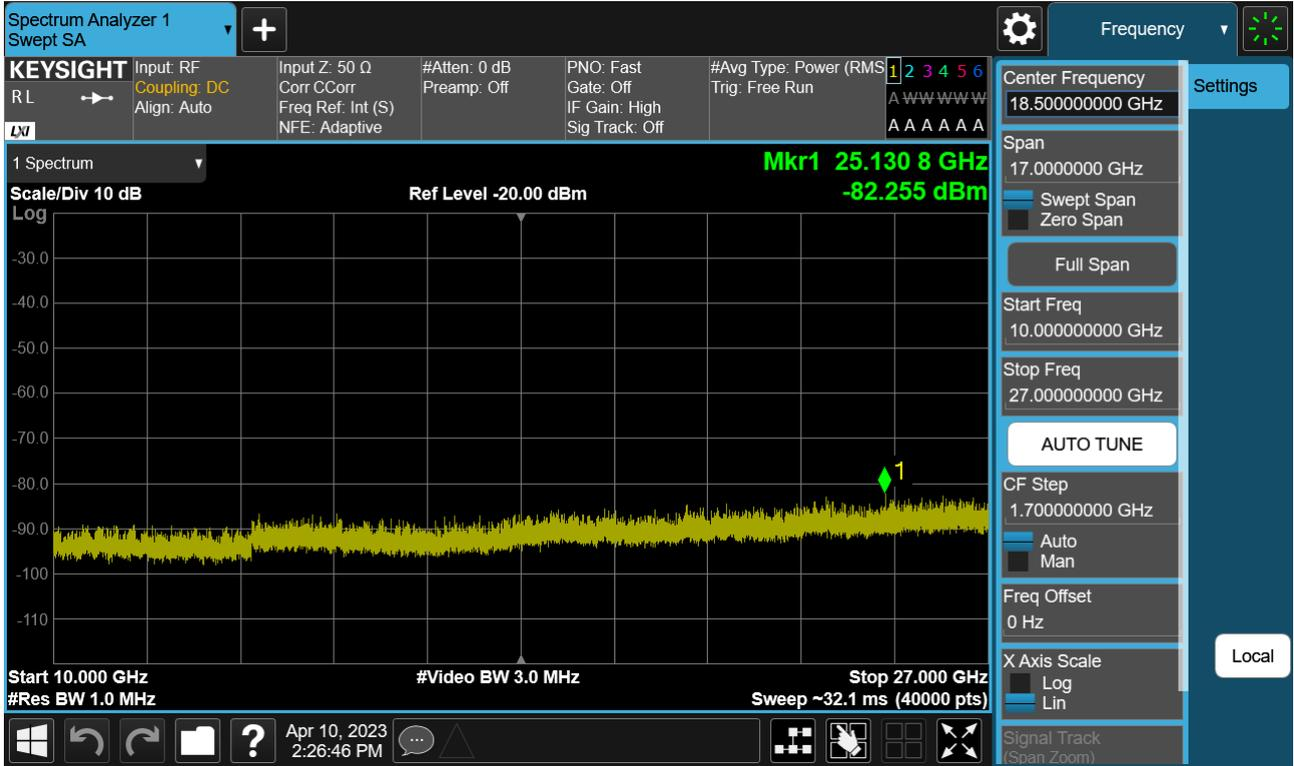 Spectrum Analyzer 1
Swept SA
Frequency
KEYSIGHT
R L
LXI
Input: RF
Coupling: DC
Align: Auto
Input Z: 50 Ω
Corr CCorr
Freq Ref: Int (S)
NFE: Adaptive
#Atten: 0 dB
Preamp: Off
PNO: Fast
Gate: Off
IF Gain: High
Sig Track: Off
#Avg Type: Power (RMS
Trig: Free Run
1 2 3 4 5 6
A W W W W W
A A A A A A
Center Frequency
18.500000000 GHz
Settings
Span
17.0000000 GHz
Swept Span
Zero Span
Full Span
Start Freq
10.000000000 GHz
Stop Freq
27.000000000 GHz
AUTO TUNE
CF Step
1.700000000 GHz
Auto
Man
Freq Offset
0 Hz
X Axis Scale
Log
Lin
Signal Track
(Span Zoom)
Local
1 Spectrum
Mkr1 25.130 8 GHz
-82.255 dBm
Scale/Div 10 dB
Ref Level -20.00 dBm
Log
-30.0
-40.0
-50.0
-60.0
-70.0
-80.0
-90.0
-100
-110
1
Start 10.000 GHz
#Video BW 3.0 MHz
Stop 27.000 GHz
#Res BW 1.0 MHz
Sweep ~32.1 ms (40000 pts)
?
Apr 10, 2023
2:26:46 PM